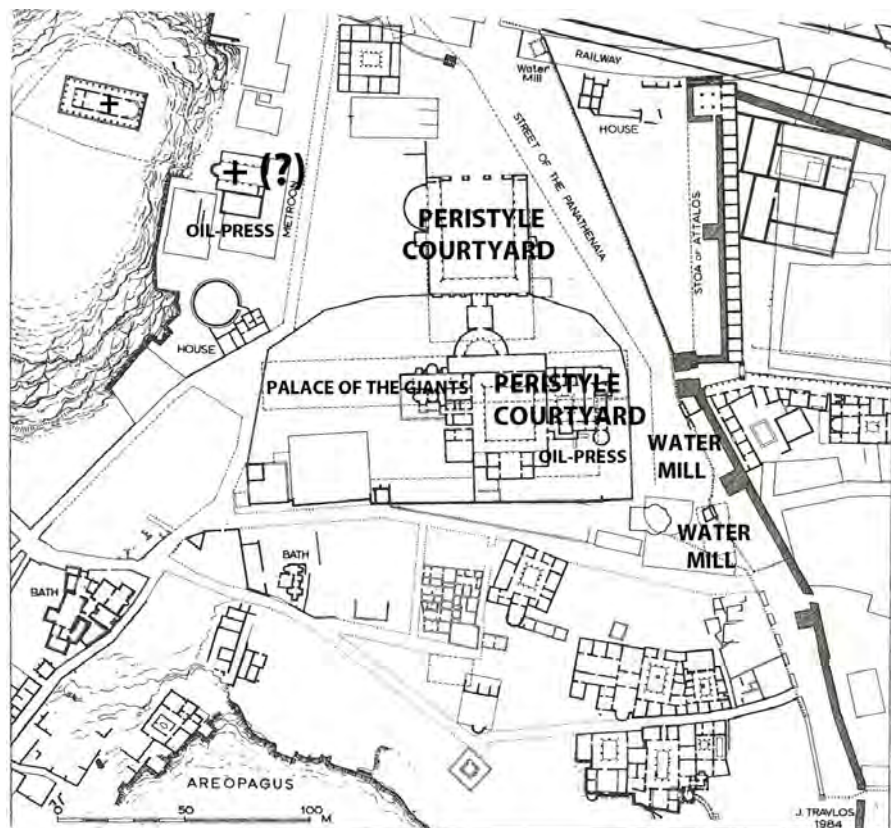 Water
Mill
RAILWAY
HOUSE
STREET OF THE PANATHENAIA
+
+ (?)
METROON
OIL-PRESS
PERISTYLE
COURTYARD
STOA OF ATTALOS
HOUSE
PALACE OF THE GIANTS
PERISTYLE
COURTYARD
OIL-PRESS
WATER
MILL
WATER
MILL
BATH
BATH
AREOPAGUS
0 50 100
M
J. TRAVLOS
1984